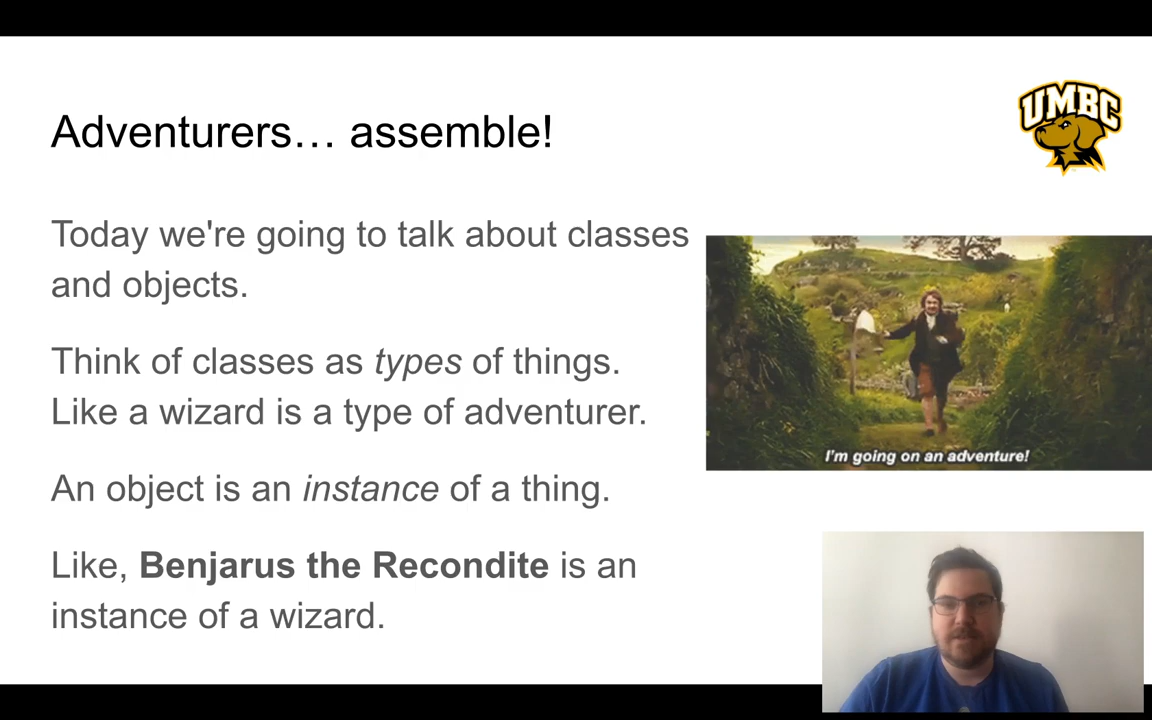 Adventurers… assemble!
UMBC
Today we're going to talk about classes
and objects.
Think of classes as types of things.
Like a wizard is a type of adventurer.
An object is an instance of a thing.
Like, Benjarus the Recondite is an
instance of a wizard.
I'm going on an adventure!